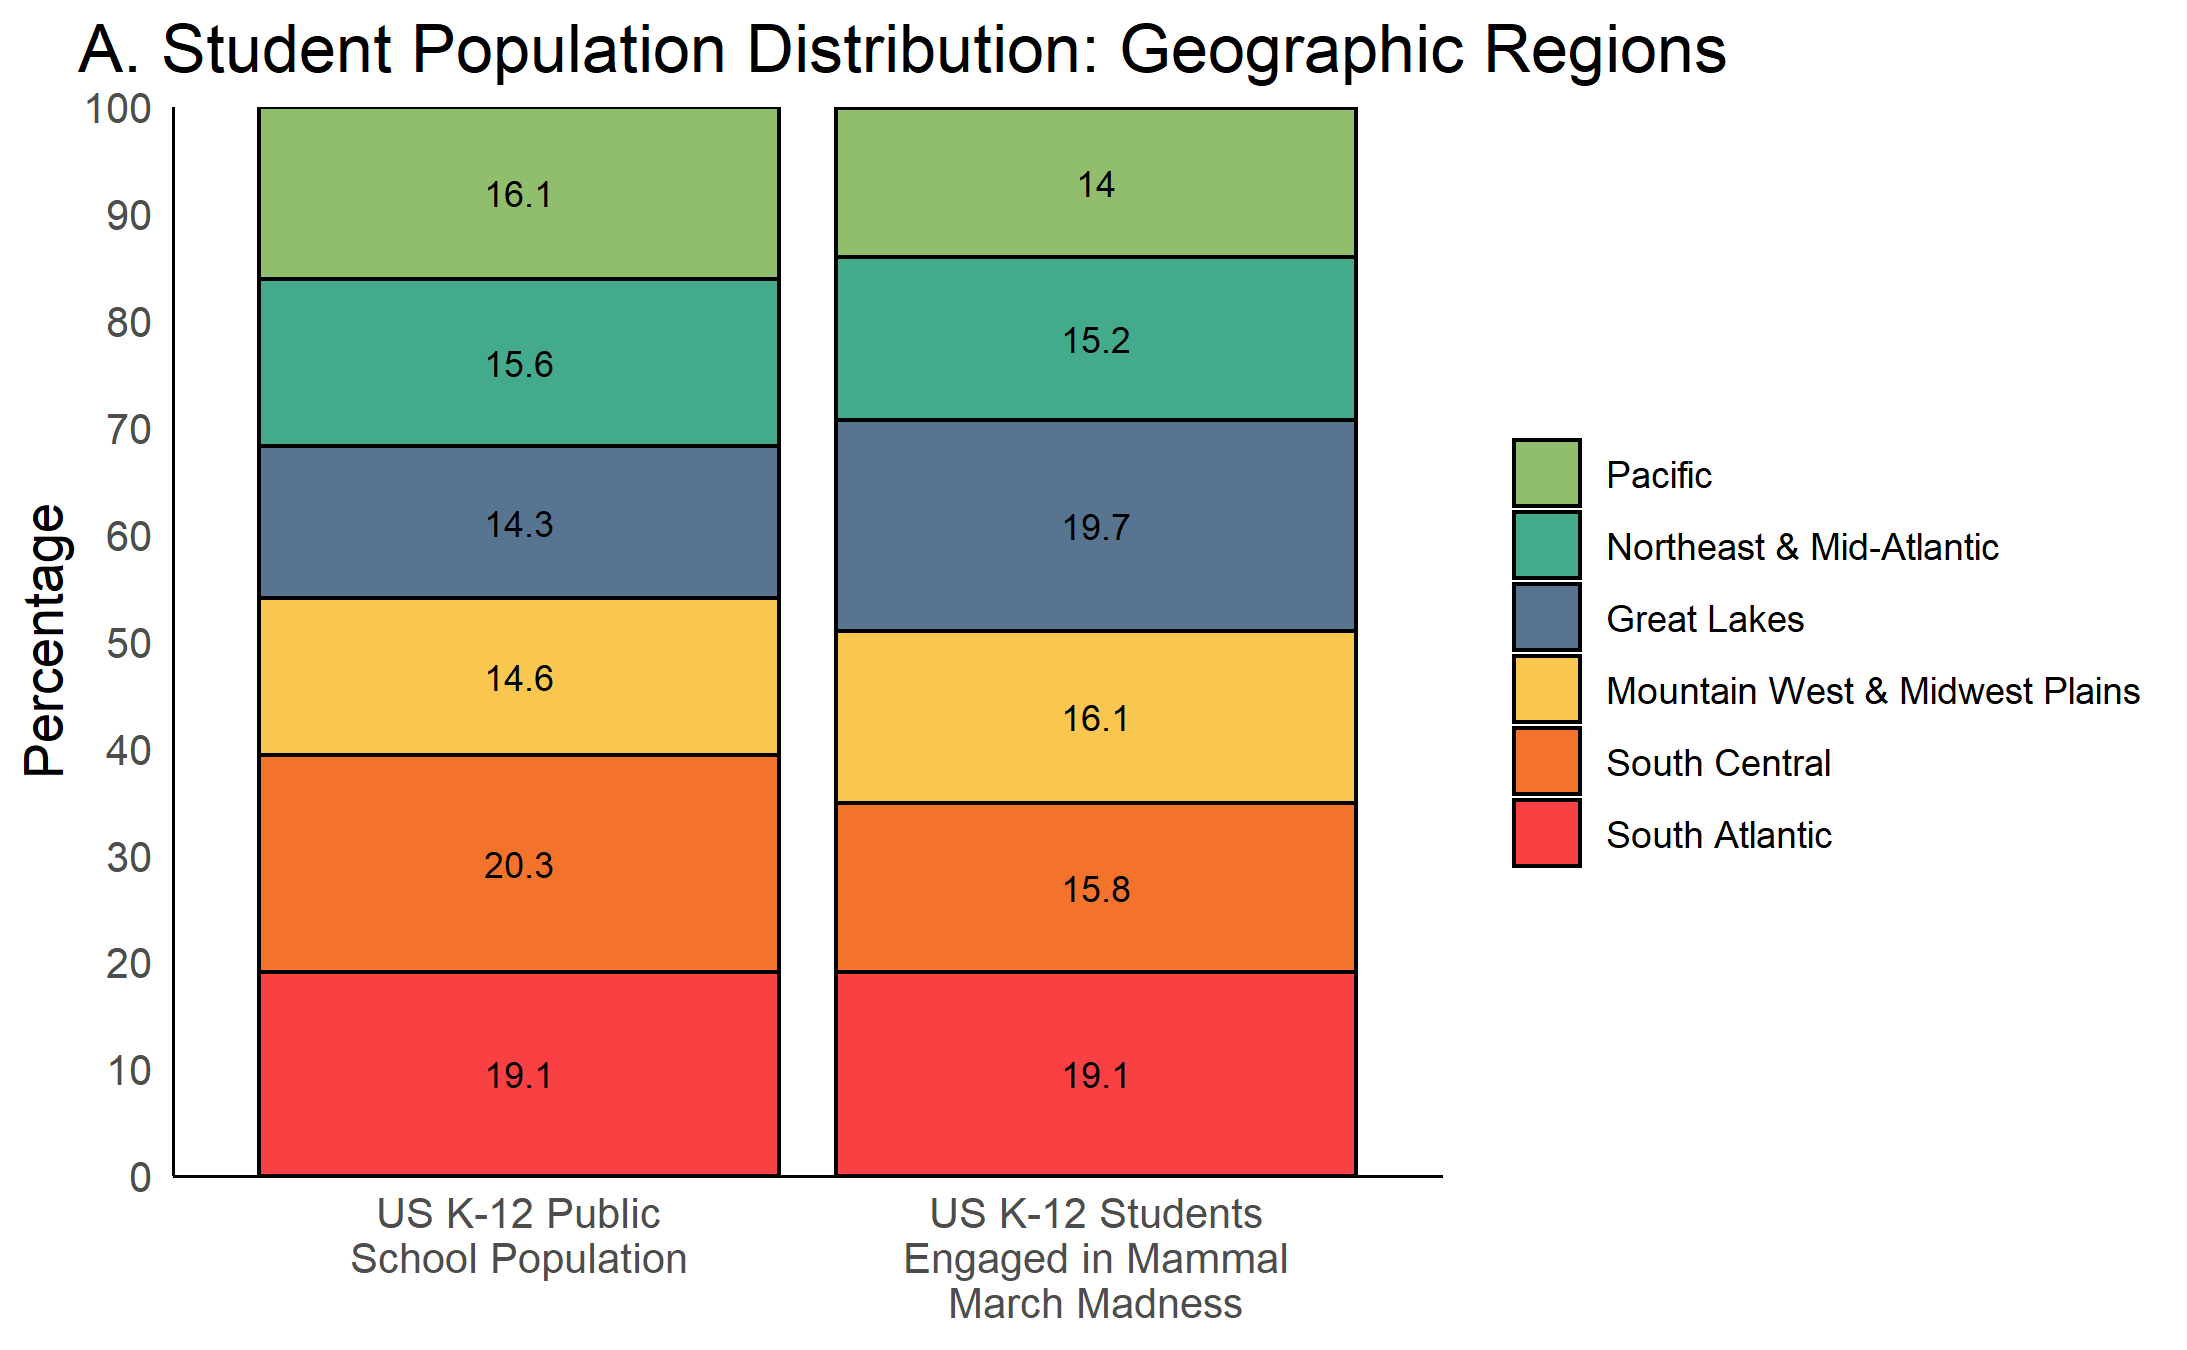 A. Student Population Distribution: Geographic Regions
Percentage
100
90
80
70
60
50
40
30
20
10
0
16.1
15.6
14.3
14.6
20.3
19.1
14
15.2
19.7
16.1
15.8
19.1
US K-12 Public
School Population
US K-12 Students
Engaged in Mammal
March Madness
Pacific
Northeast & Mid-Atlantic
Great Lakes
Mountain West & Midwest Plains
South Central
South Atlantic